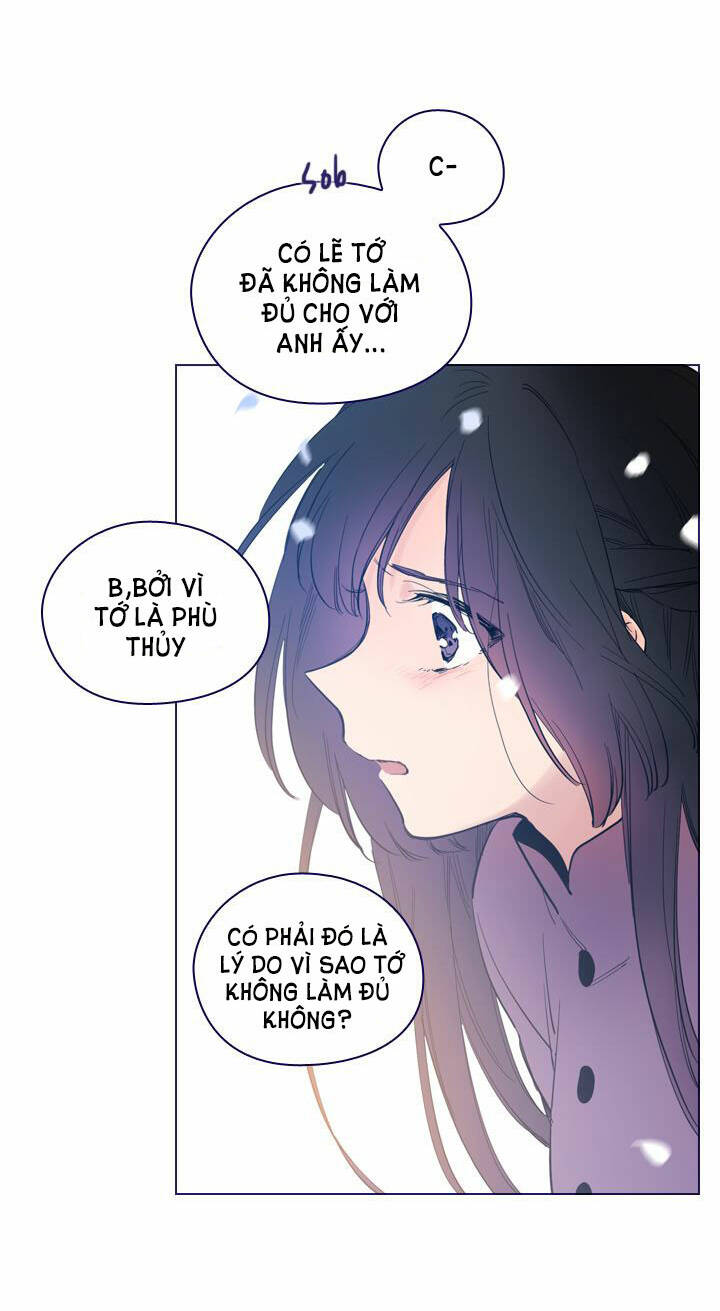 C-
sob
CÓ LẼ TỚ
ĐÃ KHÔNG LÀM
ĐỦ CHO VỚI
ANH ẤY...
B,BỞI VÌ
TỚ LÀ PHÙ
THỦY
CÓ PHẢI ĐÓ LÀ
LÝ DO VÌ SAO TỚ
KHÔNG LÀM ĐỦ
KHÔNG?